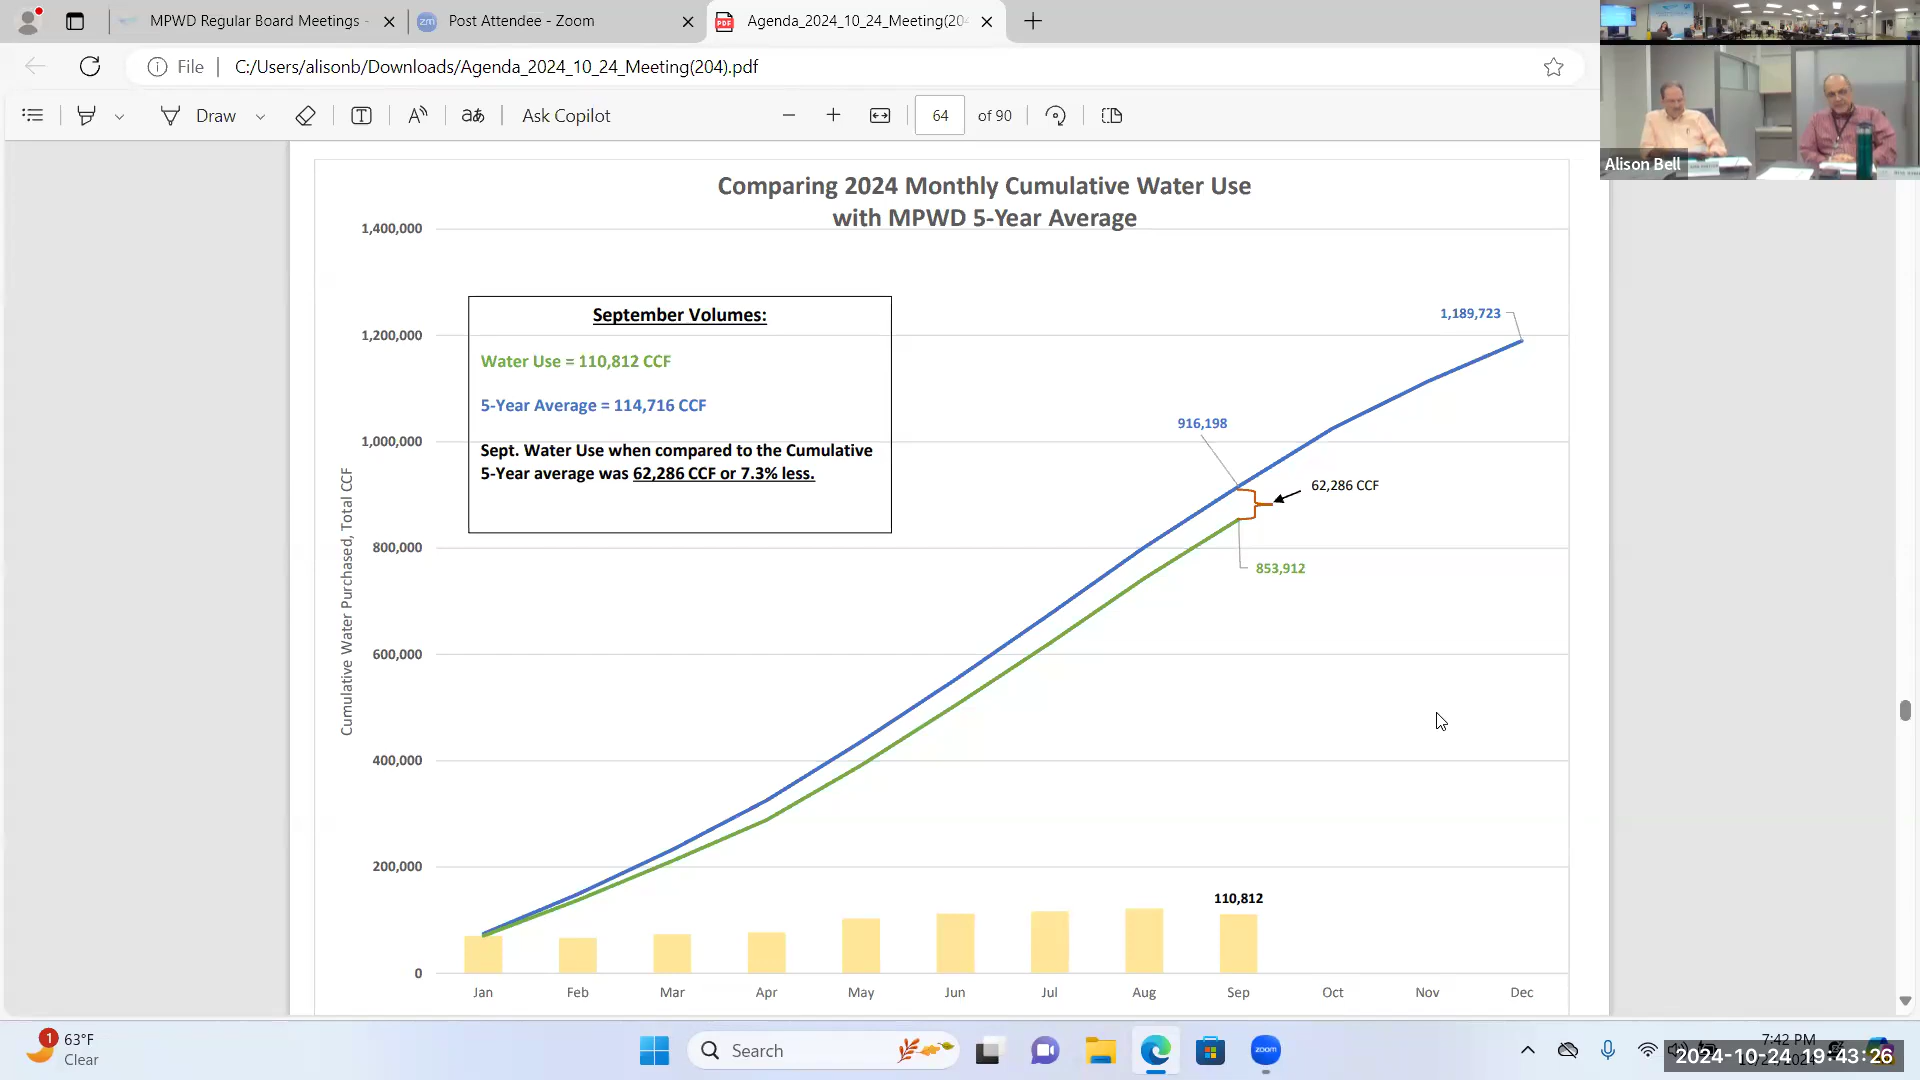 MPWD Regular Board Meetings -
Post Attendee - Zoom
Agenda_2024_10_24_Meeting(204
File
C:/Users/alisonb/Downloads/Agenda_2024_10_24_Meeting(204).pdf
Draw
Ask Copilot
64
of 90
Alison Bell
Comparing 2024 Monthly Cumulative Water Use
with MPWD 5-Year Average
1,400,000
1,200,000
1,000,000
800,000
600,000
400,000
200,000
0
Cumulative Water Purchased, Total CCF
September Volumes:
Water Use = 110,812 CCF
5-Year Average = 114,716 CCF
Sept. Water Use when compared to the Cumulative
5-Year average was 62,286 CCF or 7.3% less.
1,189,723
916,198
62,286 CCF
853,912
110,812
Jan Feb Mar Apr May Jun Jul Aug Sep Oct Nov Dec
1
63°F
Clear
Search
zoom
7:42 PM
2024-10-24 19:43:26